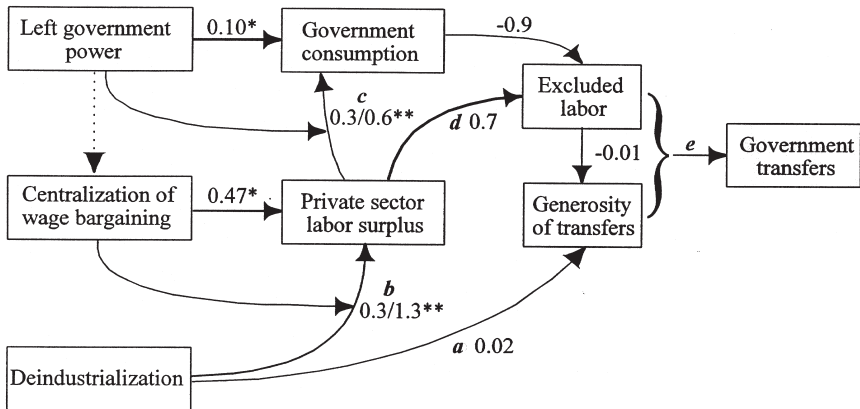 Left government
power
0.10*
Government
consumption
-0.9
Excluded
labor
c
0.3/0.6**
d 0.7
-0.01
e
Government
transfers
Centralization of
wage bargaining
0.47*
Private sector
labor surplus
Generosity
of transfers
b
0.3/1.3**
a 0.02
Deindustrialization